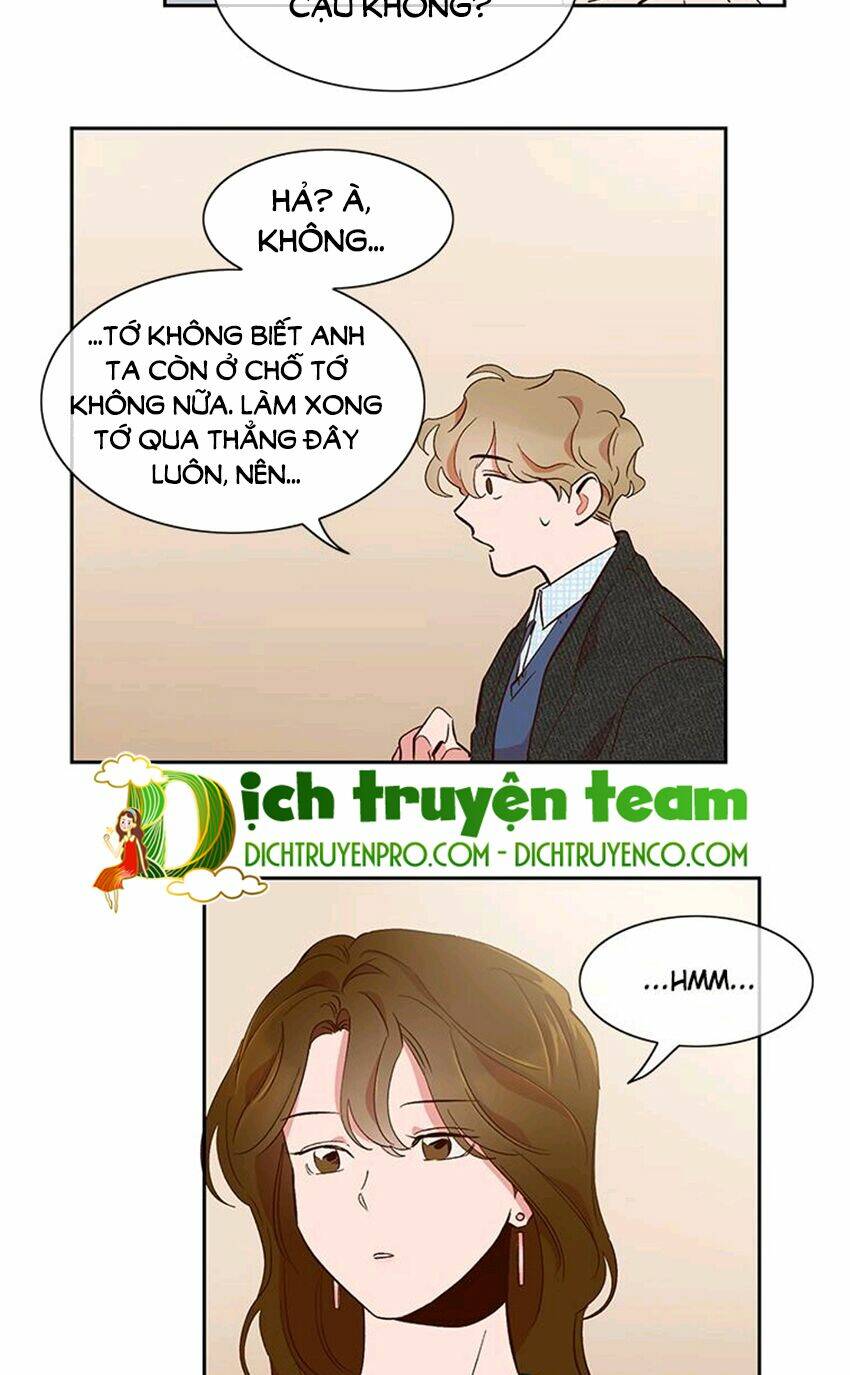 CẬU KHÔNG?
HẢ? À,
KHÔNG...
...TỚ KHÔNG BIẾT ANH
TA CÒN Ở CHỖ TỚ
KHÔNG NỮA. LÀM XONG
TỚ QUA THẲNG ĐÂY
LUÔN, NÊN...
Dịch truyện team
DICHTRUYENPRO.COM - DICHTRUYENCO.COM
...HMM...